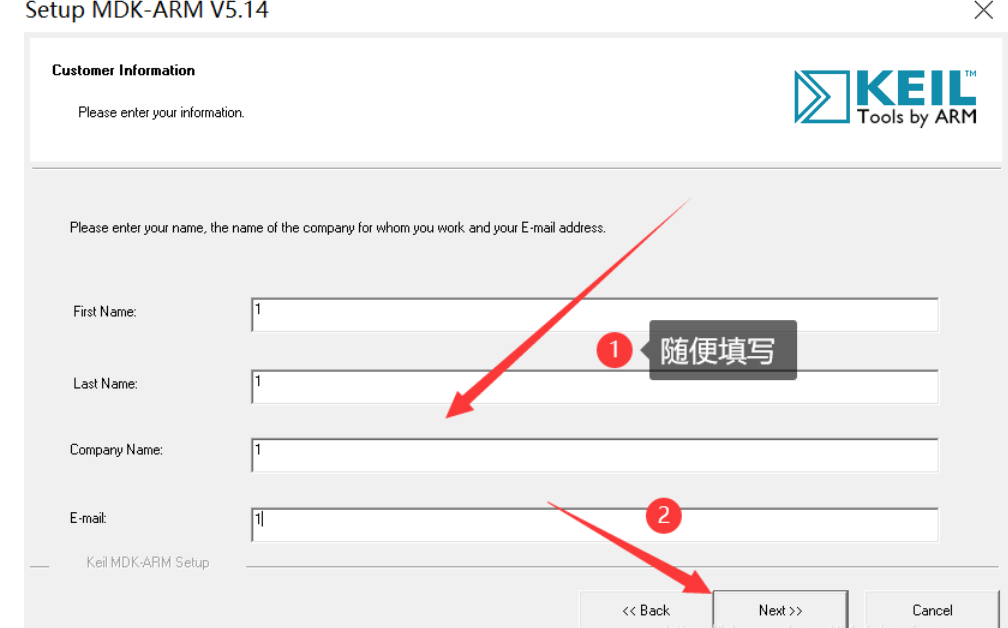 Setup MDK-ARM V5.14
Customer Information
Please enter your information.
KEIL™
Tools by ARM
Please enter your name, the name of the company for whom you work and your E-mail address.
First Name: 1
1 随便填写
Last Name: 1
Company Name: 1
E-mail: 1
2
Keil MDK-ARM Setup
<< Back Next >> Cancel